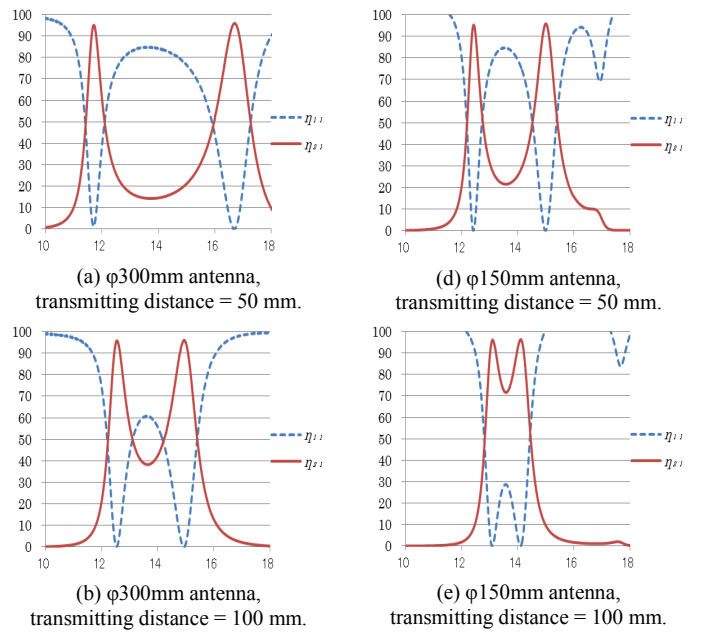 100
90
80
70
60
50
40
30
20
10
0
10 12 14 16 18
η11
η21
(a) φ300mm antenna,
transmitting distance = 50 mm.
100
90
80
70
60
50
40
30
20
10
0
10 12 14 16 18
η11
η21
(d) φ150mm antenna,
transmitting distance = 50 mm.
100
90
80
70
60
50
40
30
20
10
0
10 12 14 16 18
η11
η21
(b) φ300mm antenna,
transmitting distance = 100 mm.
100
90
80
70
60
50
40
30
20
10
0
10 12 14 16 18
η11
η21
(e) φ150mm antenna,
transmitting distance = 100 mm.